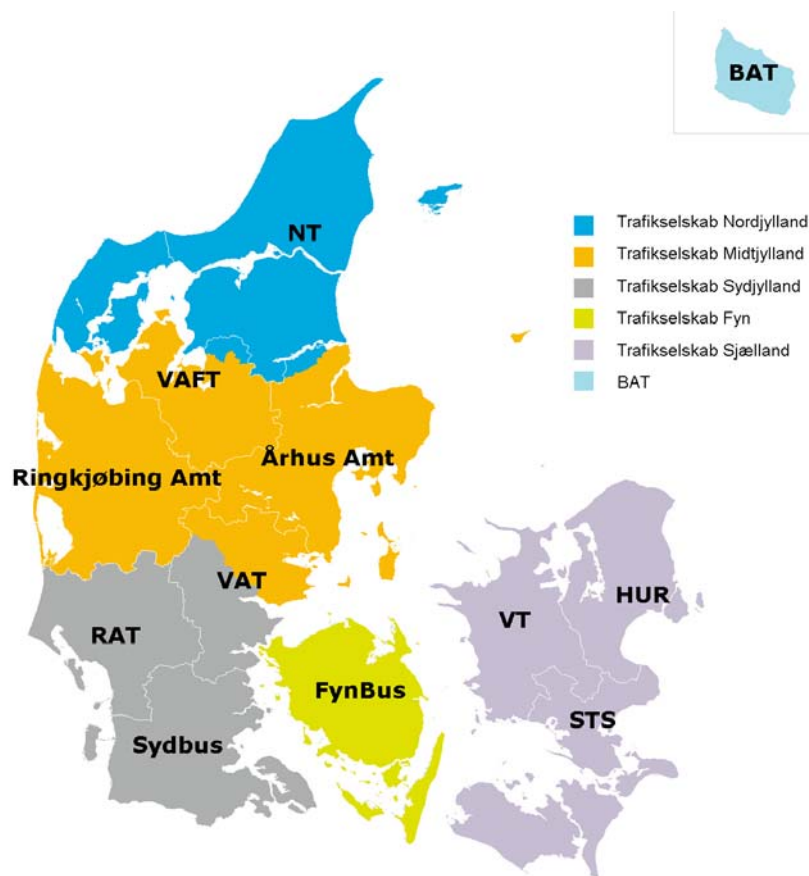 BAT
NT
Trafikselskab Nordjylland
Trafikselskab Midtjylland
Trafikselskab Sydjylland
Trafikselskab Fyn
Trafikselskab Sjælland
BAT
VAFT
Århus Amt
Ringkjøbing Amt
VAT
HUR
VT
RAT
FynBus
STS
Sydbus